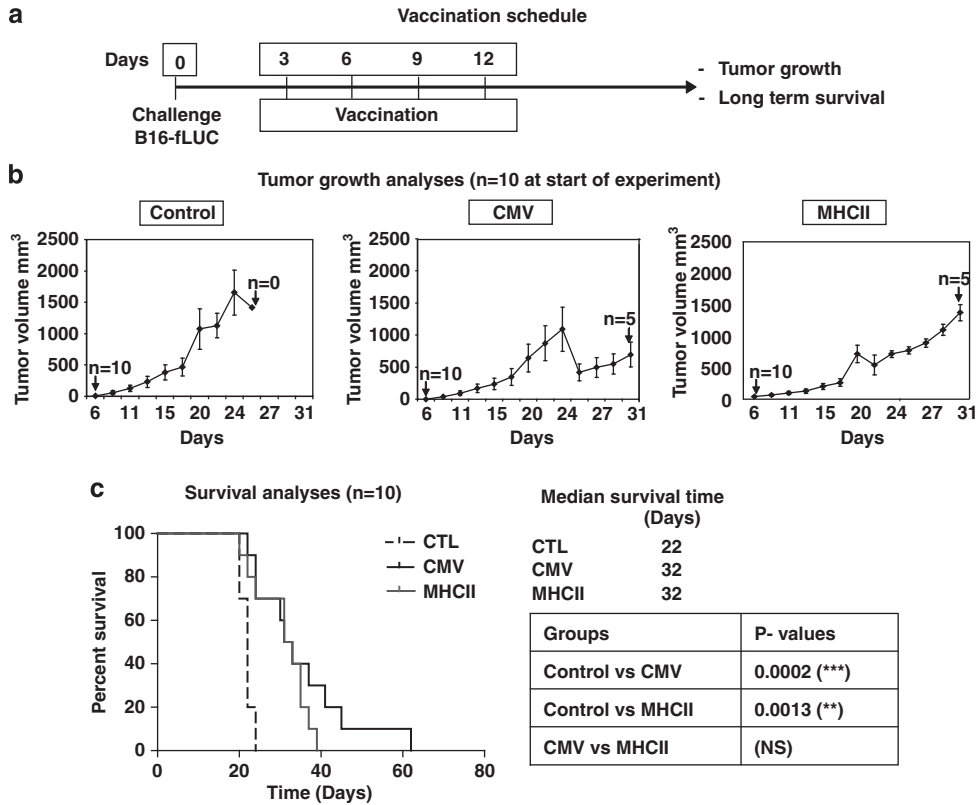 a
Vaccination schedule
Days 0 3 6 9 12
Challenge
B16-fLUC
Vaccination
- Tumor growth
- Long term survival
b
Tumor growth analyses (n=10 at start of experiment)
Control
Tumor volume mm³
2500
2000
1500
1000
500
0
n=10
n=0
6 11 15 20 24 27 31
Days
CMV
Tumor volume mm³
2500
2000
1500
1000
500
0
n=10
n=5
6 11 15 20 24 27 31
Days
MHCII
Tumor volume mm³
2500
2000
1500
1000
500
0
n=10
n=5
6 11 15 20 24 27 31
Days
c
Survival analyses (n=10)
Percent survival
100
80
60
40
20
0
0 20 40 60 80
Time (Days)
CTL
CMV
MHCII
Median survival time
(Days)
CTL 22
CMV 32
MHCII 32
Groups P- values
Control vs CMV 0.0002 (***)
Control vs MHCII 0.0013 (**)
CMV vs MHCII (NS)